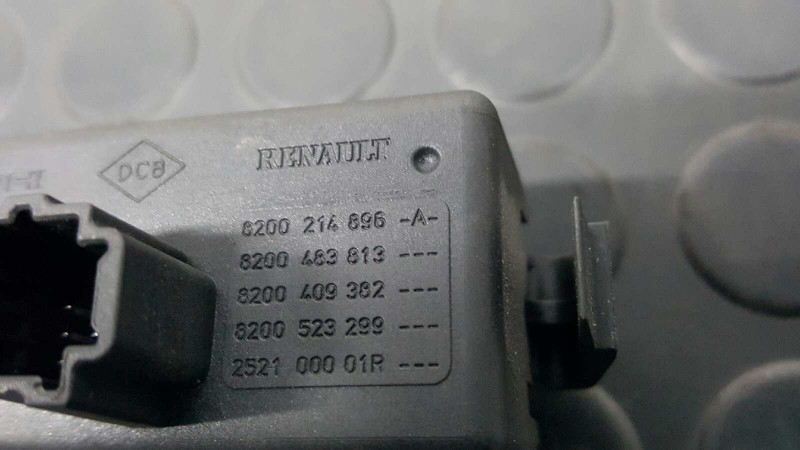 DCB
RENAULT
8200 214 896 -A-
8200 483 813 ---
8200 409 382 ---
8200 523 299 ---
2521 000 01R ---